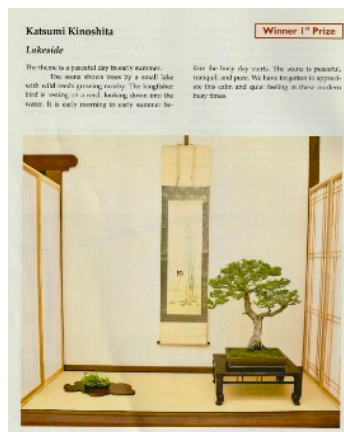 Katsumi Kinoshita
Winner 1st Prize
Lakeside
The theme is a peaceful day in early summer.
The scene shows trees by a small lake
with wild reeds growing nearby. The kingfisher
bird is resting on a reed, looking down into the
water. It is early morning in early summer be-
fore the busy day starts. The scene is peaceful,
tranquil, and pure. We have forgotten to appreci-
ate this calm and quiet feeling in these modern
busy times.